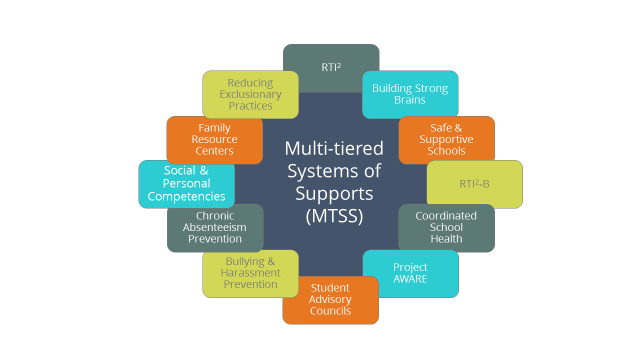 RTI²
Building Strong
Brains
Safe &
Supportive
Schools
RTI²-B
Coordinated
School
Health
Project
AWARE
Student
Advisory
Councils
Bullying &
Harassment
Prevention
Chronic
Absenteeism
Prevention
Social &
Personal
Competencies
Family
Resource
Centers
Reducing
Exclusionary
Practices
Multi-tiered
Systems of
Supports
(MTSS)